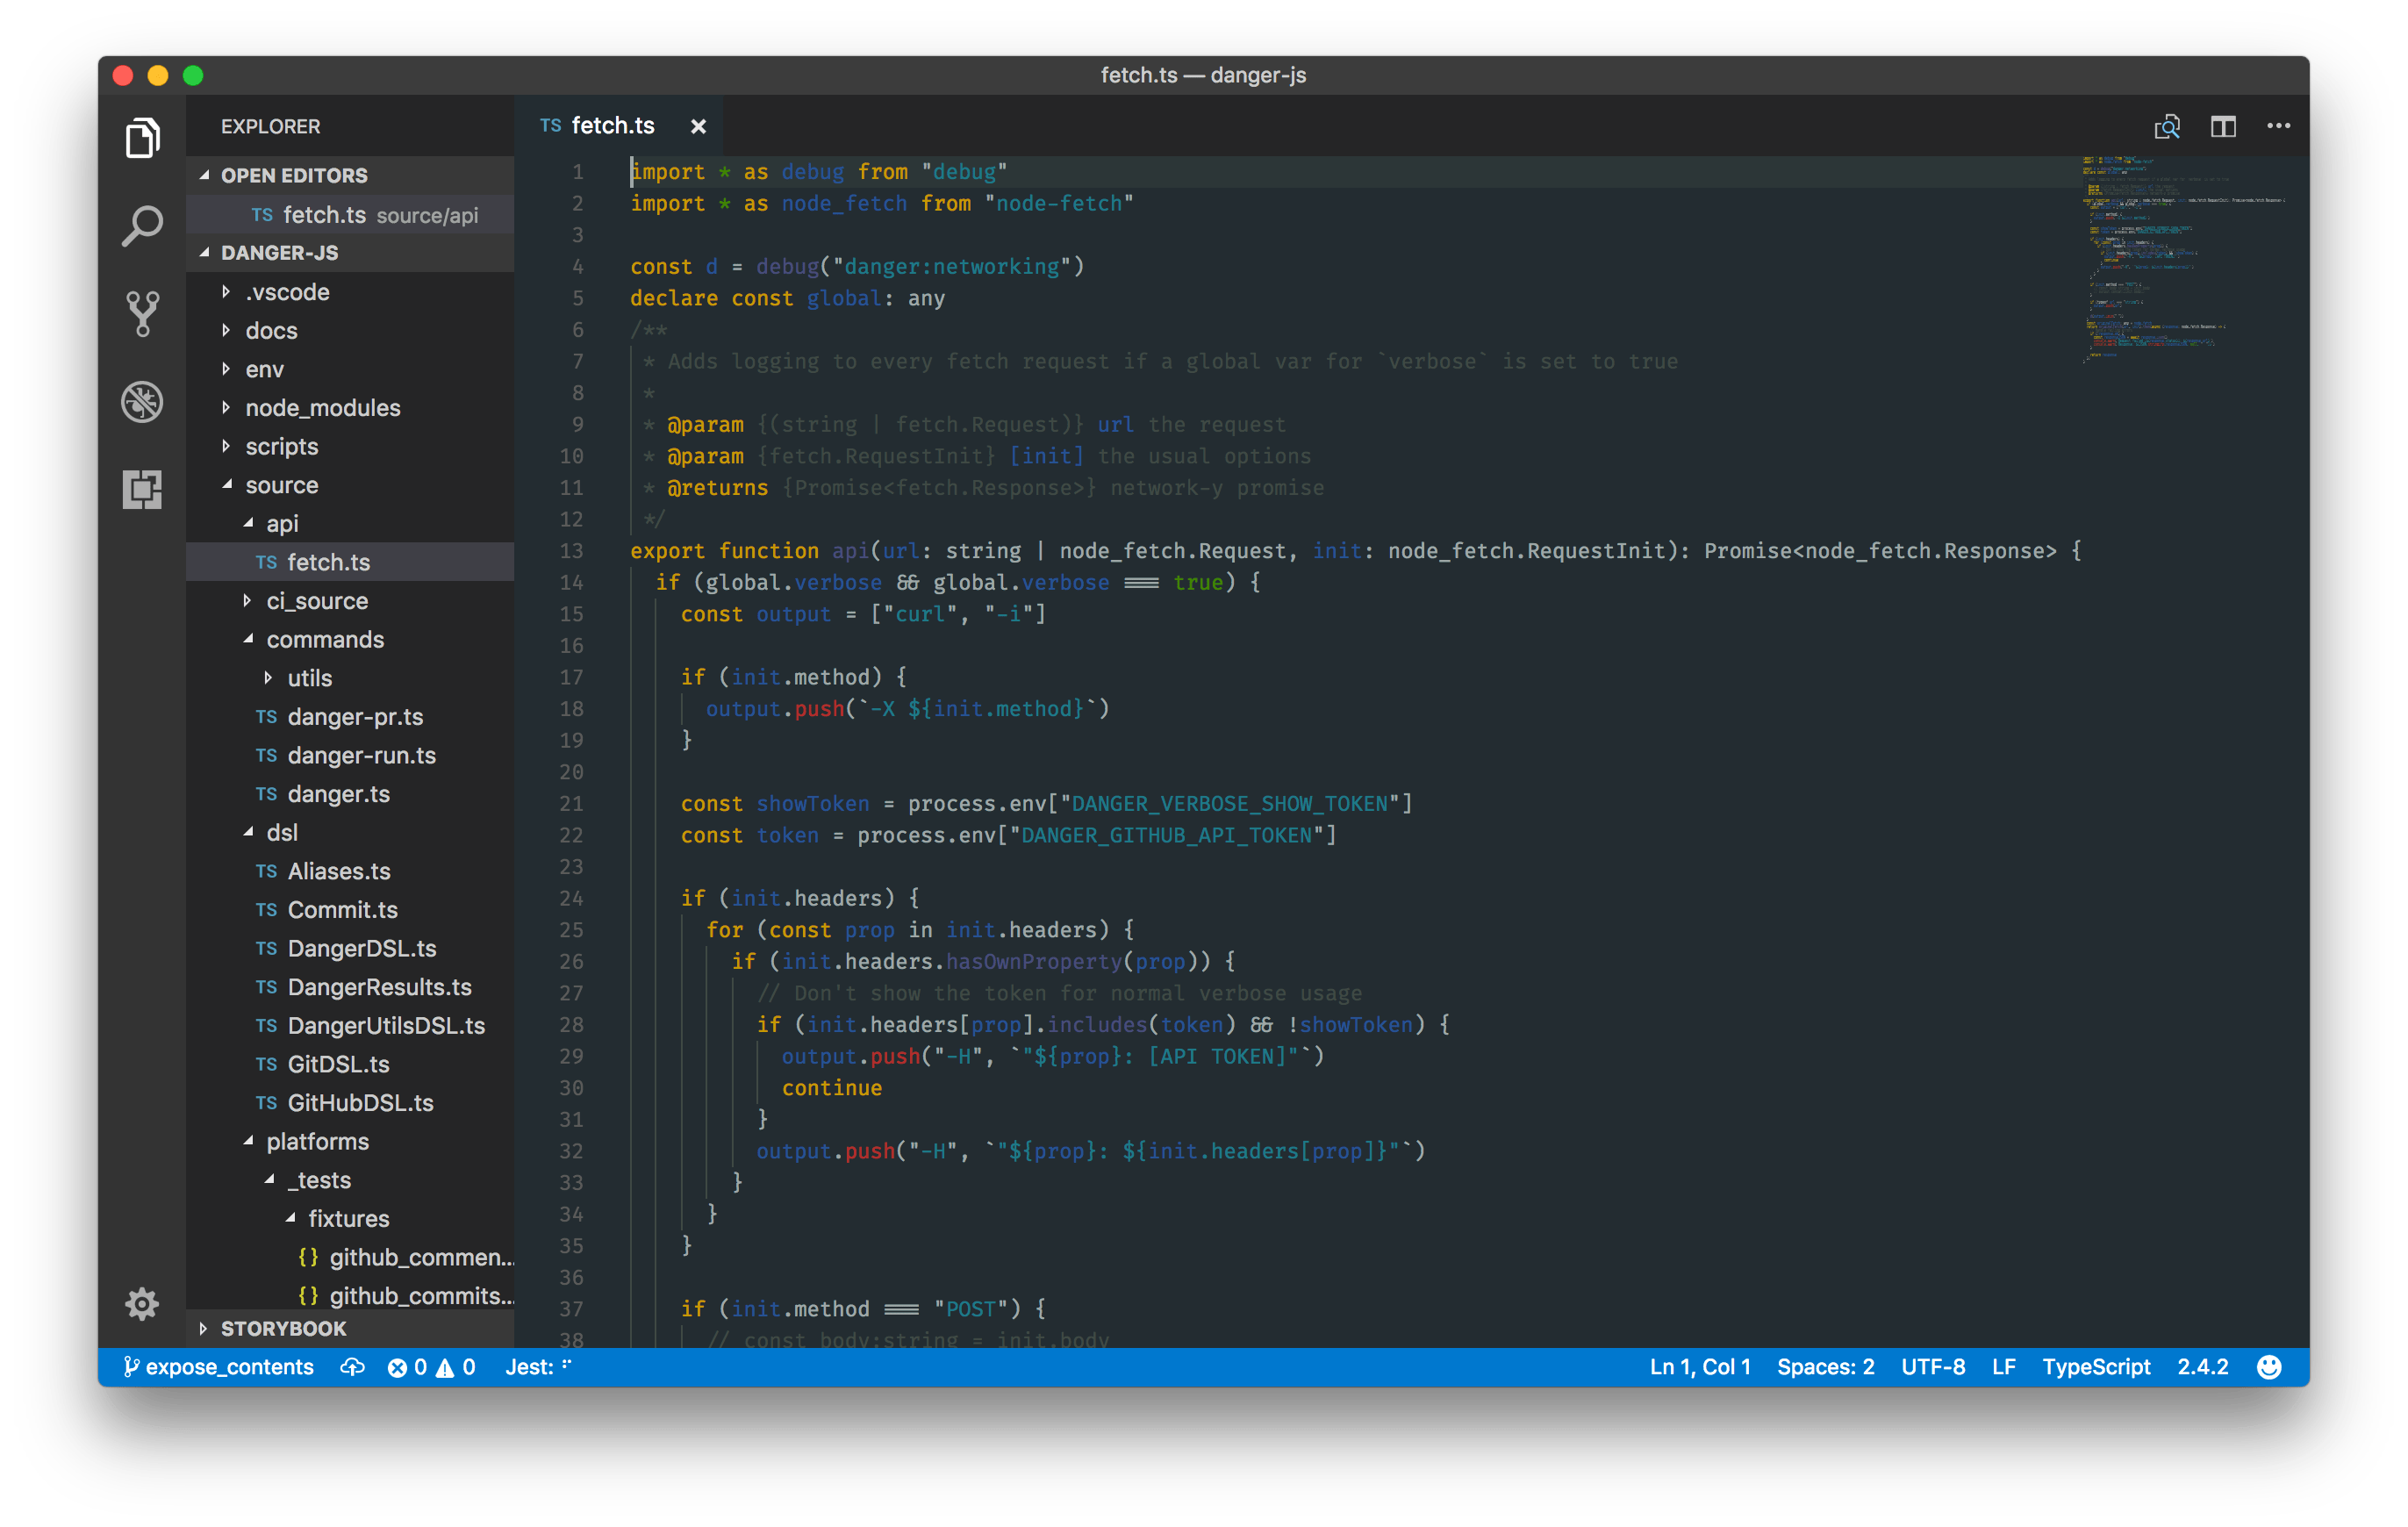 fetch.ts — danger-js
EXPLORER
OPEN EDITORS
TS fetch.ts source/api
DANGER-JS
.vscode
docs
env
node_modules
scripts
source
api
TS fetch.ts
ci_source
commands
utils
TS danger-pr.ts
TS danger-run.ts
TS danger.ts
dsl
TS Aliases.ts
TS Commit.ts
TS DangerDSL.ts
TS DangerResults.ts
TS DangerUtilsDSL.ts
TS GitDSL.ts
TS GitHubDSL.ts
platforms
_tests
fixtures
{} github_commen...
{} github_commits...
STORYBOOK
TS fetch.ts
1 import * as debug from "debug"
2 import * as node_fetch from "node-fetch"
3
4 const d = debug("danger:networking")
5 declare const global: any
6 /**
7 * Adds logging to every fetch request if a global var for `verbose` is set to true
8 *
9 * @param {(string | fetch.Request)} url the request
10 * @param {fetch.RequestInit} [init] the usual options
11 * @returns {Promise<fetch.Response>} network-y promise
12 */
13 export function api(url: string | node_fetch.Request, init: node_fetch.RequestInit): Promise<node_fetch.Response> {
14 if (global.verbose && global.verbose === true) {
15 const output = ["curl", "-i"]
16
17 if (init.method) {
18 output.push(`-X ${init.method}`)
19 }
20
21 const showToken = process.env["DANGER_VERBOSE_SHOW_TOKEN"]
22 const token = process.env["DANGER_GITHUB_API_TOKEN"]
23
24 if (init.headers) {
25 for (const prop in init.headers) {
26 if (init.headers.hasOwnProperty(prop)) {
27 // Don't show the token for normal verbose usage
28 if (init.headers[prop].includes(token) && !showToken) {
29 output.push("-H", `"${prop}: [API TOKEN]"`)
30 continue
31 }
32 output.push("-H", `"${prop}: ${init.headers[prop]}"`)
33 }
34 }
35 }
36
37 if (init.method === "POST") {
38 // const body:string = init.body
expose_contents 0 0 Jest:
Ln 1, Col 1 Spaces: 2 UTF-8 LF TypeScript 2.4.2